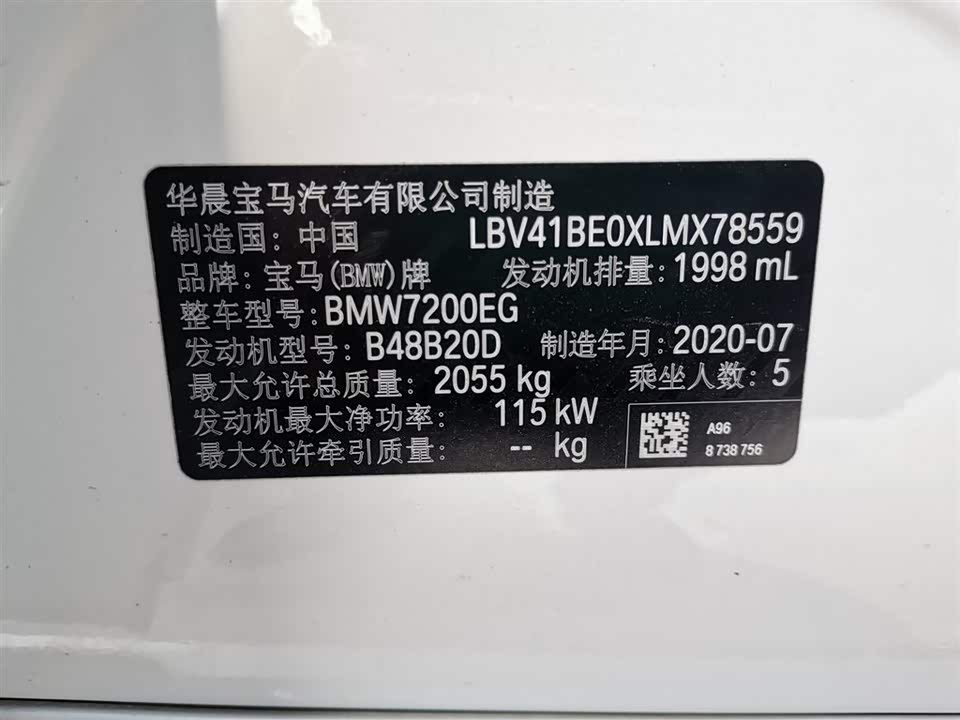 华晨宝马汽车有限公司制造
制造国: 中国 LBV41BE0XLMX78559
品牌: 宝马(BMW)牌 发动机排量: 1998 mL
整车型号: BMW7200EG
发动机型号: B48B20D 制造年月: 2020-07
最大允许总质量: 2055 kg 乘坐人数: 5
发动机最大净功率: 115 kW
最大允许牵引质量: -- kg
A96
8 738 756